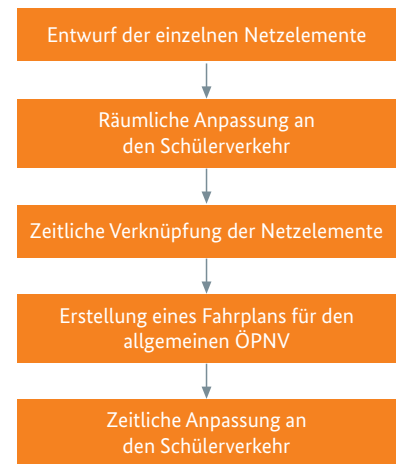 Entwurf der einzelnen Netzelemente
Räumliche Anpassung an
den Schülerverkehr
Zeitliche Verknüpfung der Netzelemente
Erstellung eines Fahrplans für den
allgemeinen ÖPNV
Zeitliche Anpassung an
den Schülerverkehr